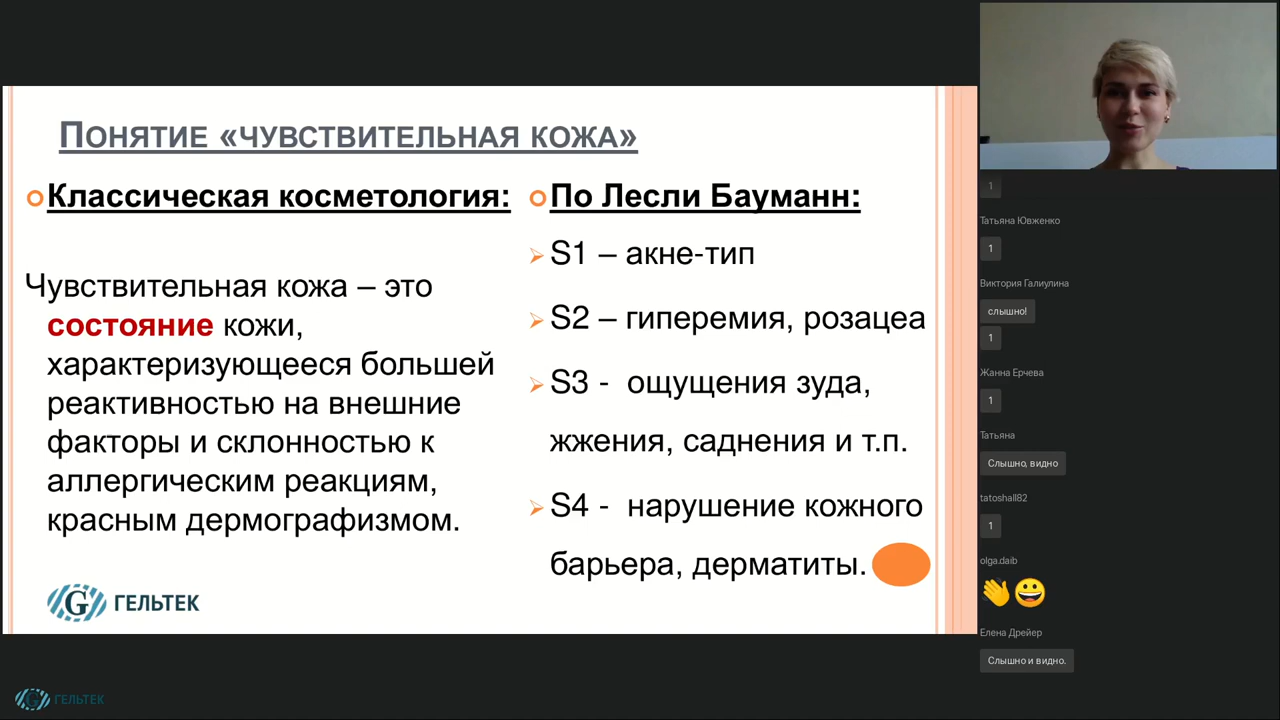 Понятие «чувствительная кожа»
Классическая косметология:
Чувствительная кожа – это
состояние кожи,
характеризующееся большей
реактивностью на внешние
факторы и склонностью к
аллергическим реакциям,
красным дермографизмом.
По Лесли Бауманн:
S1 – акне-тип
S2 – гиперемия, розацеа
S3 - ощущения зуда,
жжения, саднения и т.п.
S4 - нарушение кожного
барьера, дерматиты.
G ГЕЛЬТЕК
1
Татьяна Ювженко
1
Виктория Галиулина
слышно!
1
Жанна Ерчева
1
Татьяна
Слышно, видно
tatoshall82
1
olga.daib
👋😀
Елена Дрейер
Слышно и видно.
G ГЕЛЬТЕК